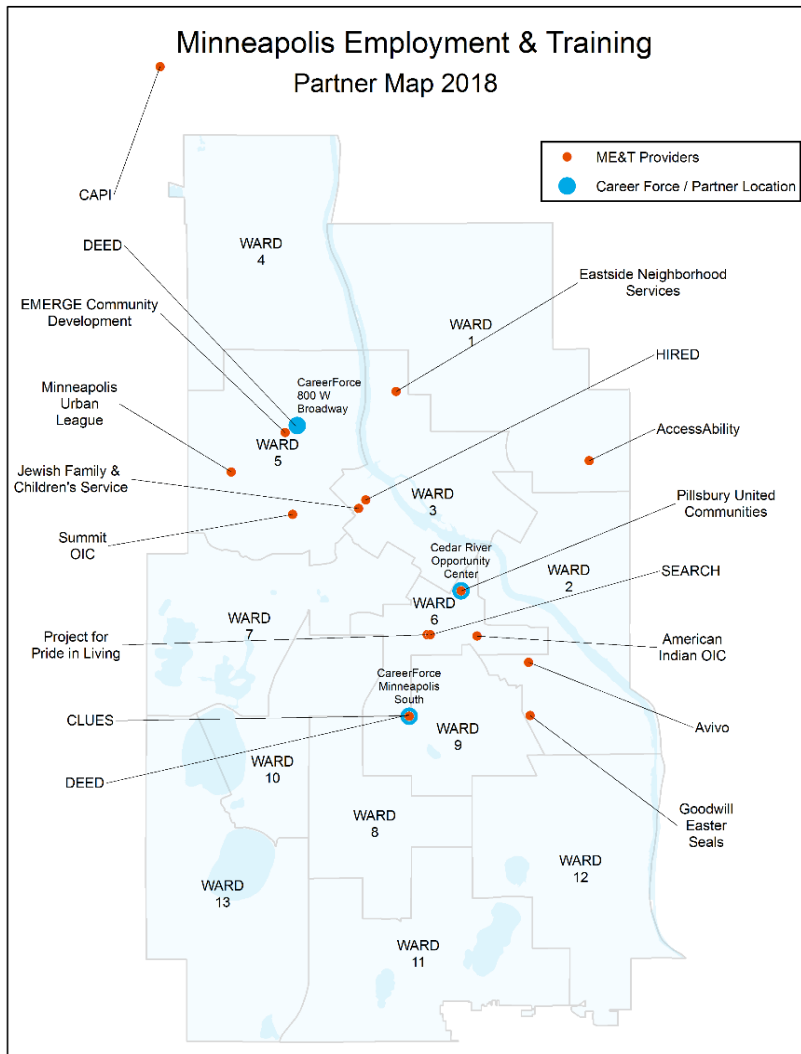 Minneapolis Employment & Training
Partner Map 2018
ME&T Providers
Career Force / Partner Location
CAPI
DEED
WARD
4
EMERGE Community
Development
Eastside Neighborhood
Services
WARD
1
HIRED
Minneapolis
Urban
League
CareerForce
800 W
Broadway
WARD
5
AccessAbility
Jewish Family &
Children's Service
WARD
3
Pillsbury United
Communities
Summit
OIC
Cedar River
Opportunity
Center
WARD
2
SEARCH
WARD
6
WARD
7
Project for
Pride in Living
American
Indian OIC
CareerForce
Minneapolis
South
CLUES
Avivo
WARD
9
DEED
WARD
10
WARD
8
Goodwill
Easter
Seals
WARD
12
WARD
13
WARD
11